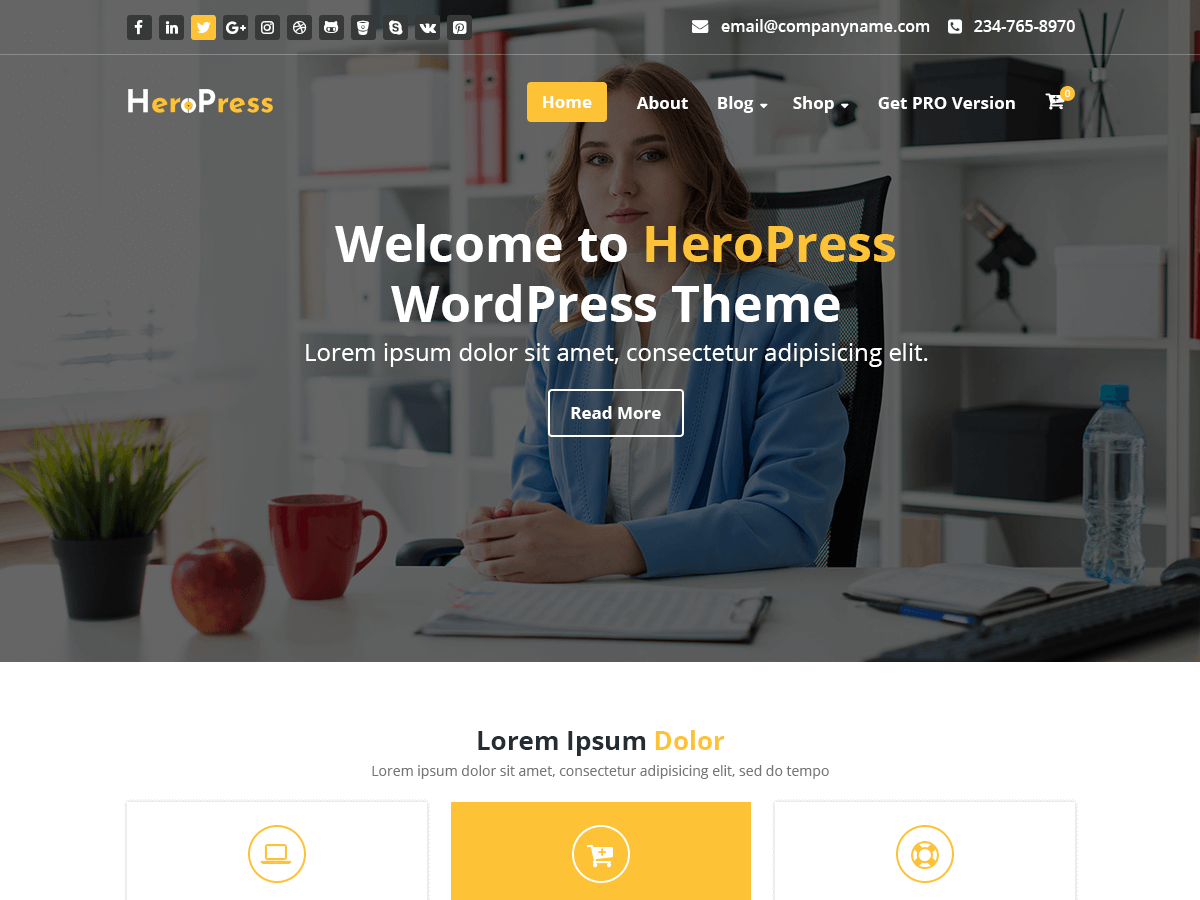 email@companyname.com 234-765-8970
HeroPress
Home About Blog Shop Get PRO Version 0
Welcome to HeroPress
WordPress Theme
Lorem ipsum dolor sit amet, consectetur adipisicing elit.
Read More
Lorem Ipsum Dolor
Lorem ipsum dolor sit amet, consectetur adipisicing elit, sed do tempo